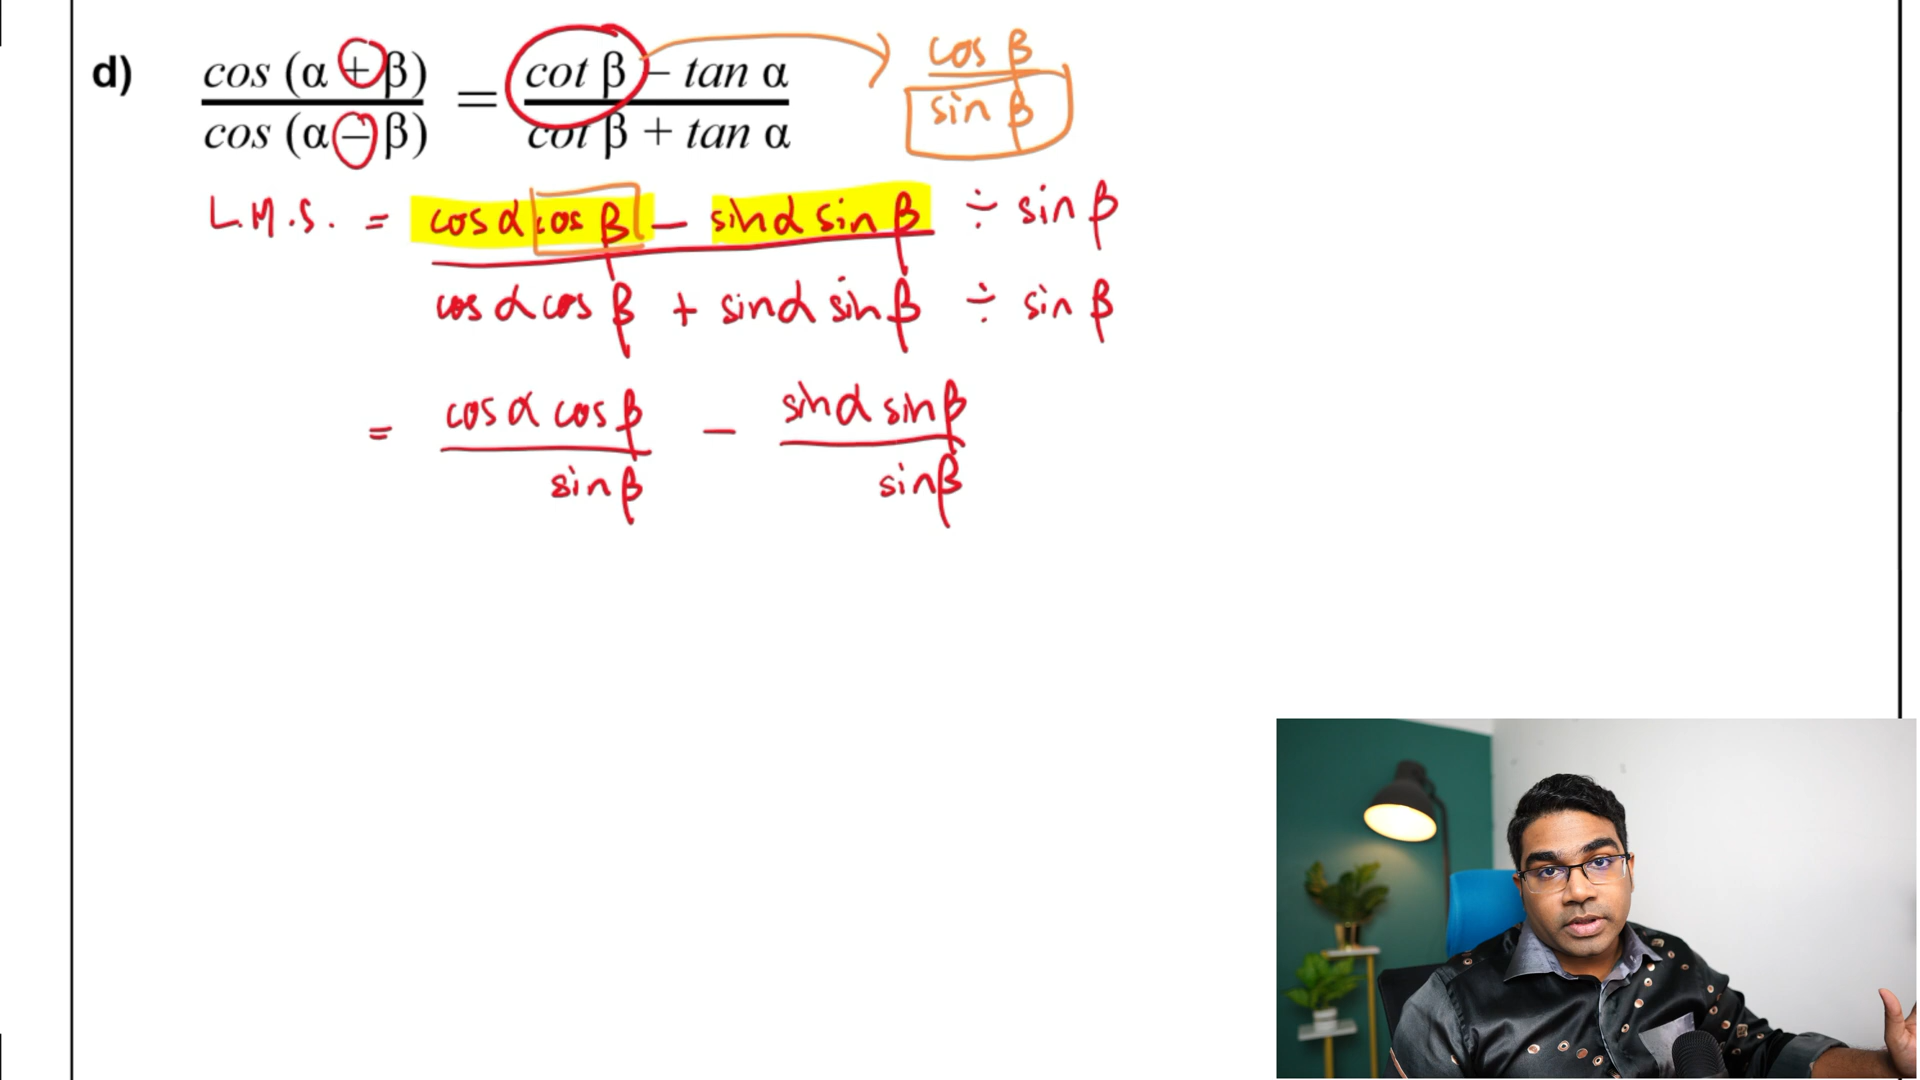 d) cos (α + β) / cos (α − β) = cot β − tan α / cot β + tan α
cos β / sin β
L.H.S. = cos α cos β − sin α sin β ÷ sin β
cos α cos β + sin α sin β ÷ sin β
= cos α cos β / sin β − sin α sin β / sin β